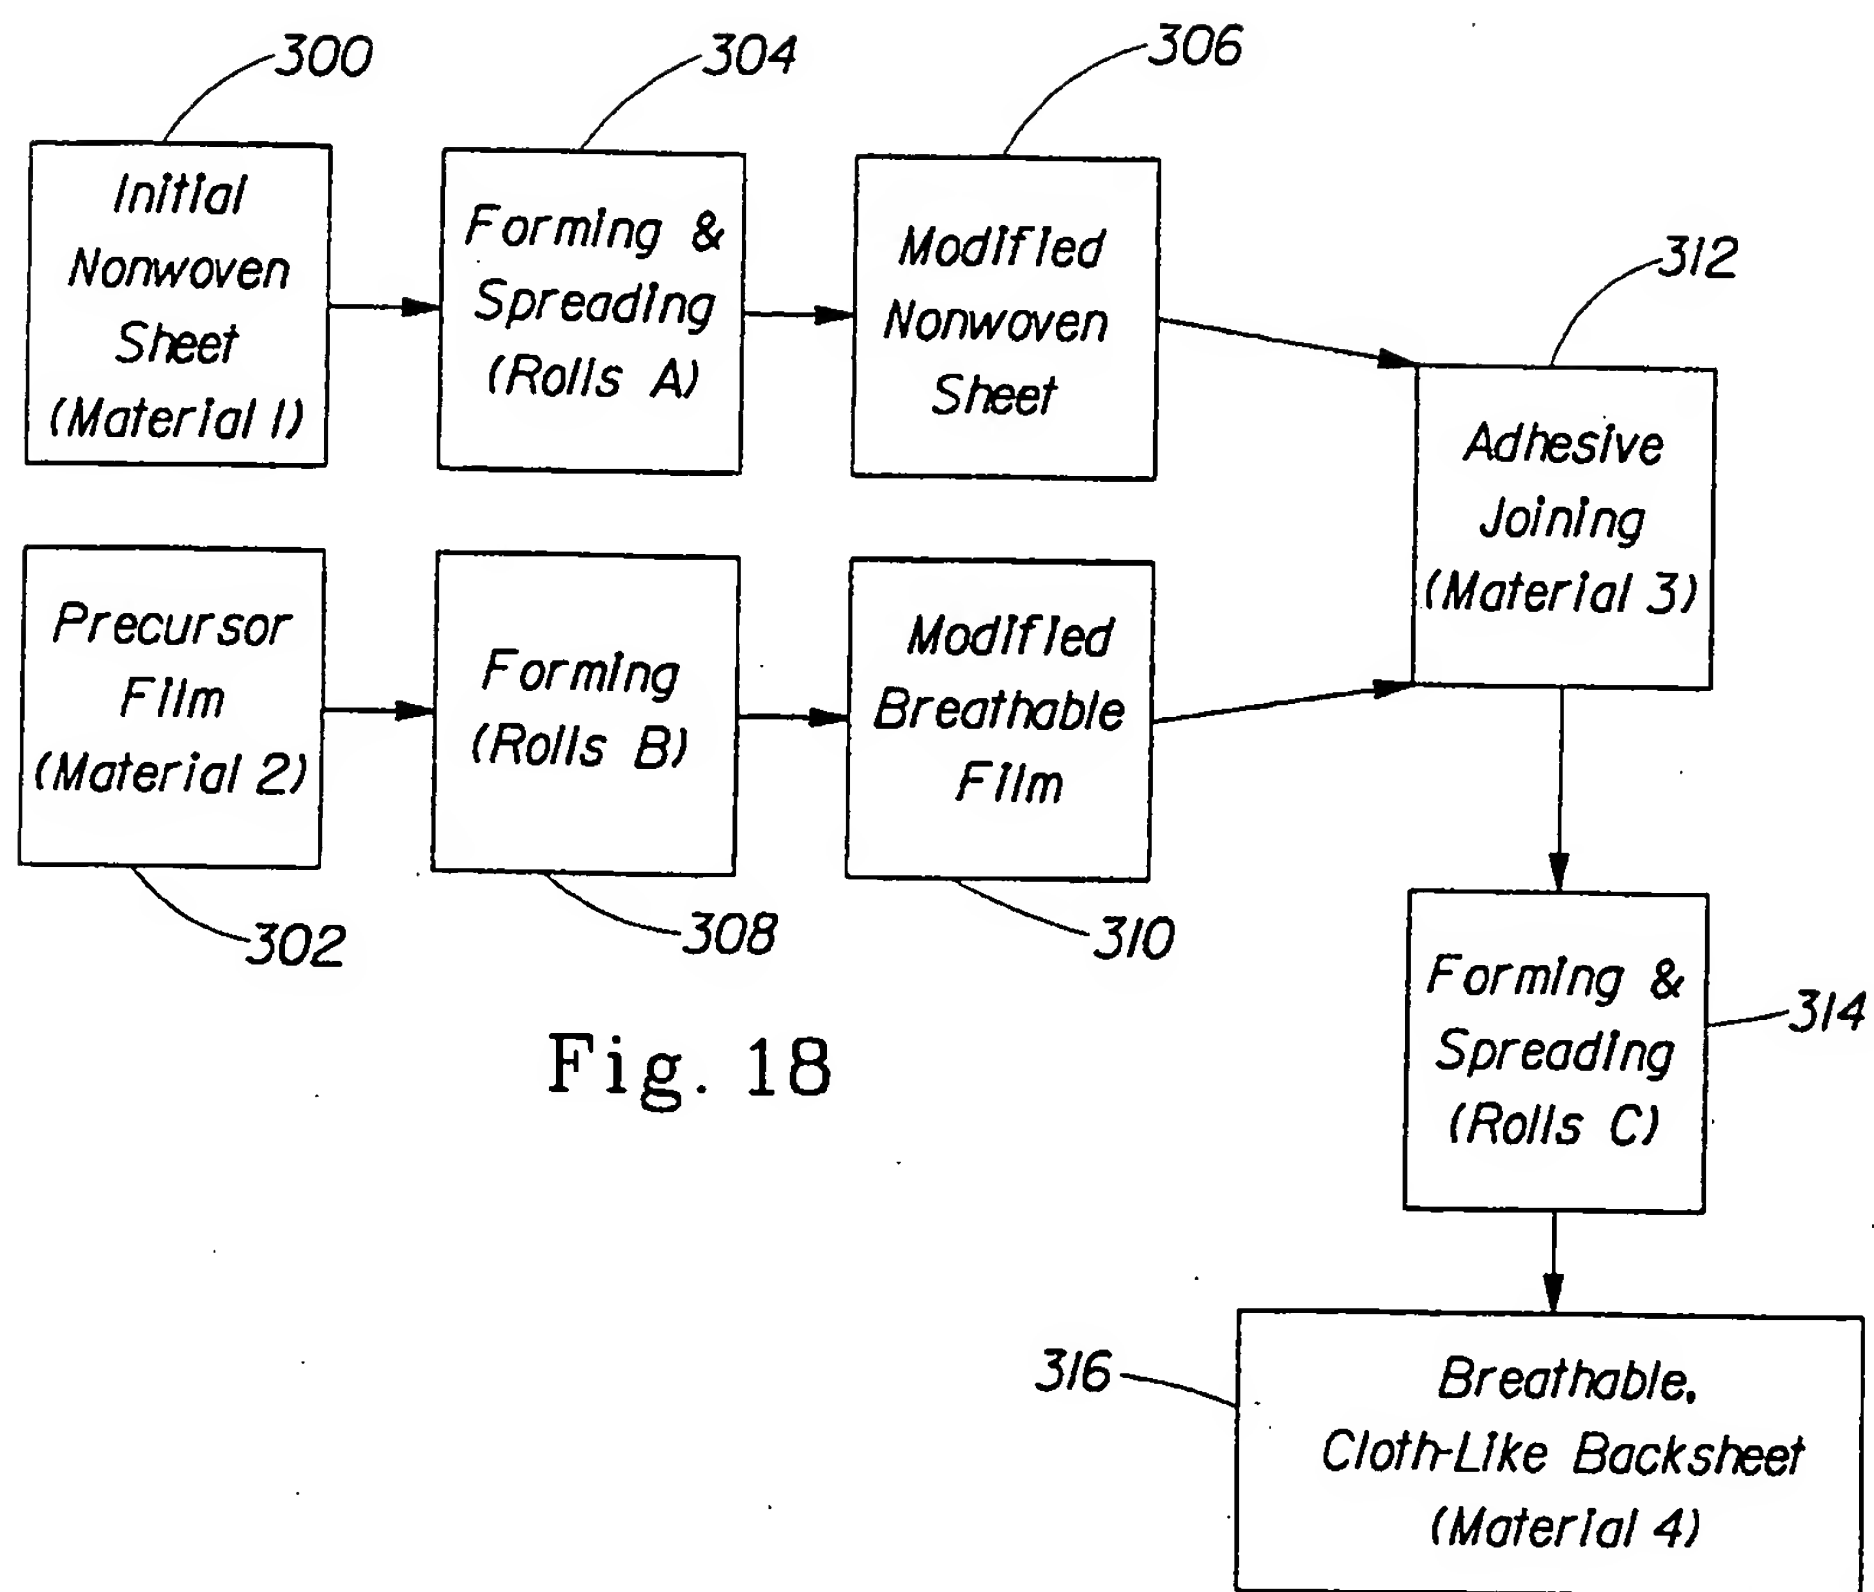 300
304
306
Initial
Nonwoven
Sheet
(Material 1)
Forming &
Spreading
(Rolls A)
Modified
Nonwoven
Sheet
312
Adhesive
Joining
(Material 3)
Precursor
Film
(Material 2)
Forming
(Rolls B)
Modified
Breathable
Film
302
308
310
Forming &
Spreading
(Rolls C)
314
Fig. 18
316
Breathable,
Cloth-Like Backsheet
(Material 4)